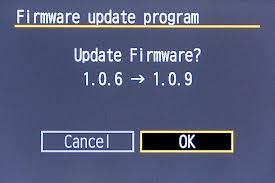 Firmware update program
Update Firmware?
1.0.6 → 1.0.9
Cancel
OK